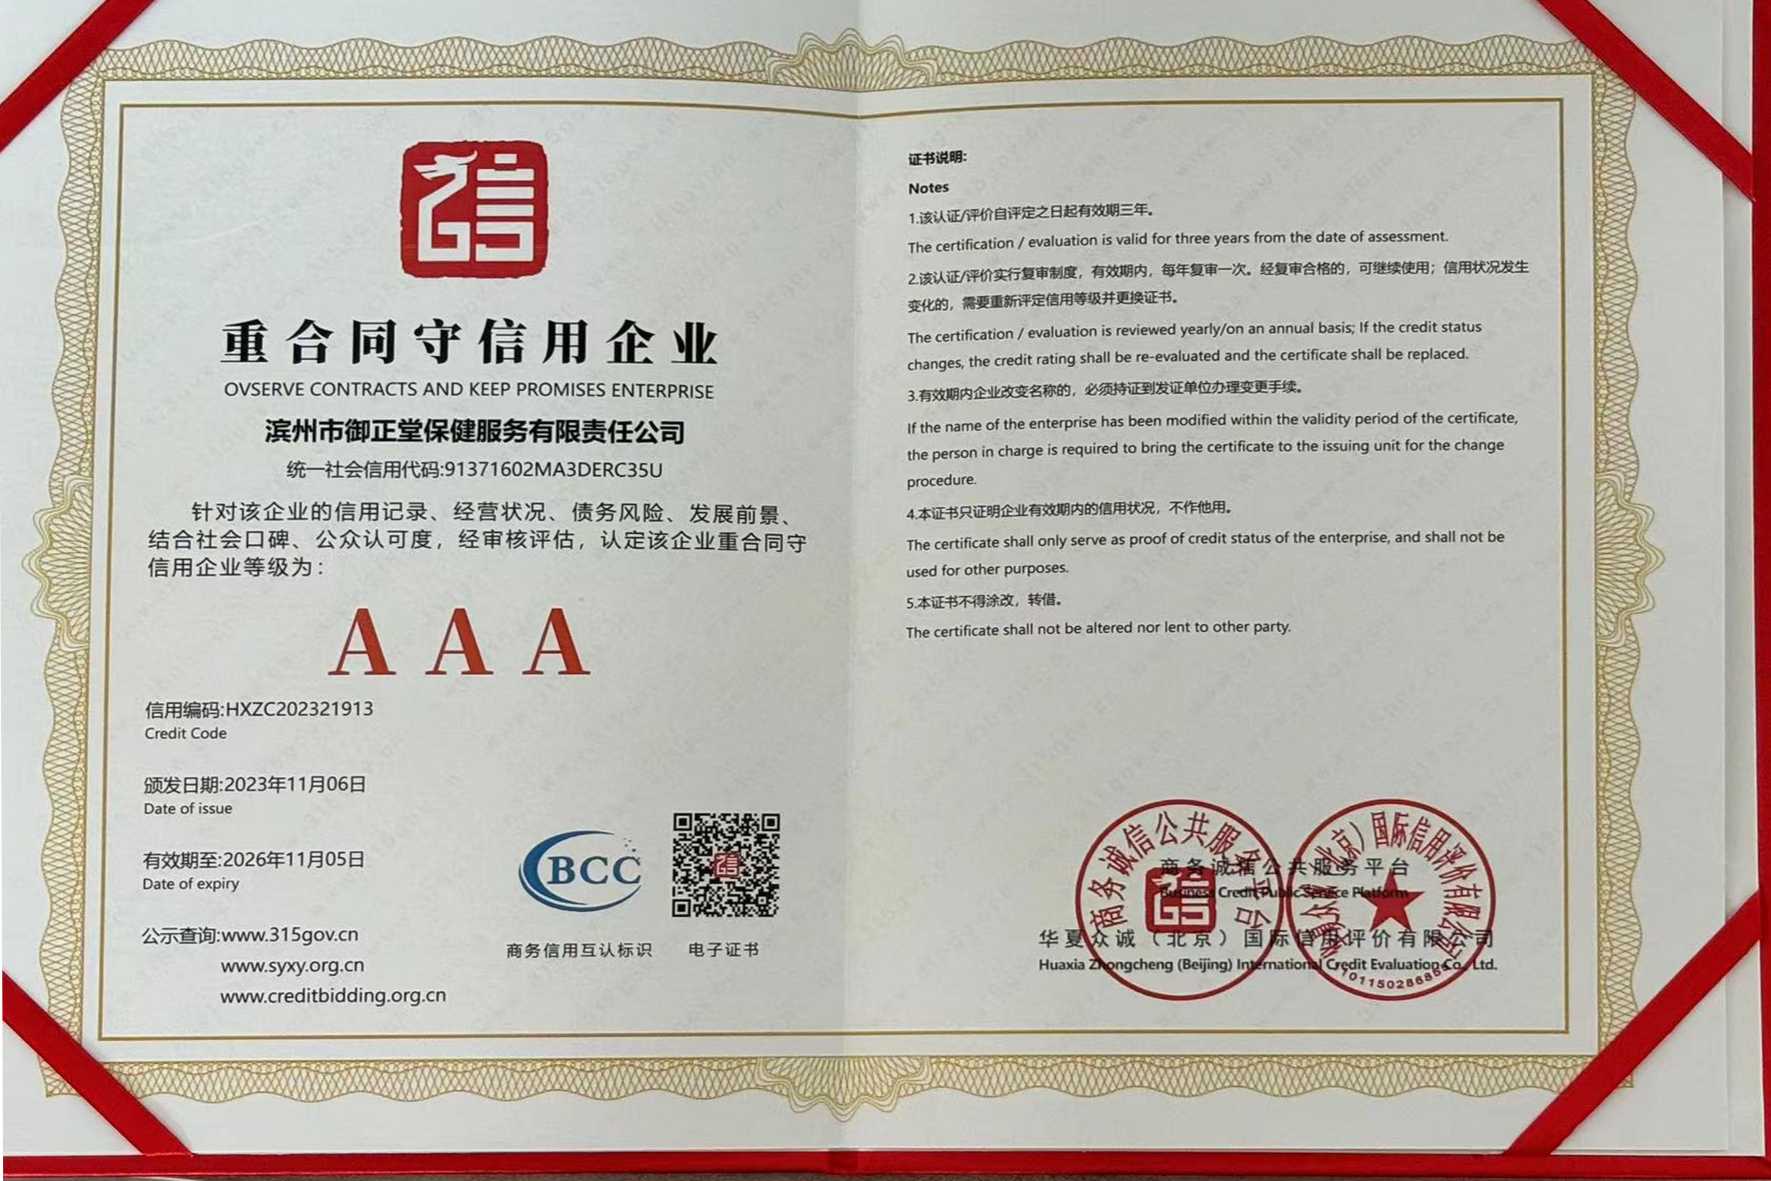 重合同守信用企业
OVSERVE CONTRACTS AND KEEP PROMISES ENTERPRISE
滨州市御正堂保健服务有限责任公司
统一社会信用代码:91371602MA3DERC35U
针对该企业的信用记录、经营状况、债务风险、发展前景、
结合社会口碑、公众认可度，经审核评估，认定该企业重合同守
信用企业等级为：
AAA
信用编码:HXZC202321913
Credit Code
颁发日期:2023年11月06日
Date of issue
有效期至:2026年11月05日
Date of expiry
公示查询:www.315gov.cn
www.syxy.org.cn
www.creditbidding.org.cn
BCC
商务信用互认标识
电子证书
证书说明:
Notes
1.该认证/评价自评定之日起有效期三年。
The certification / evaluation is valid for three years from the date of assessment.
2.该认证/评价实行复审制度，有效期内，每年复审一次。经复审合格的，可继续使用；信用状况发生
变化的，需要重新评定信用等级并更换证书。
The certification / evaluation is reviewed yearly/on an annual basis; If the credit status
changes, the credit rating shall be re-evaluated and the certificate shall be replaced.
3.有效期内企业改变名称的，必须持证到发证单位办理变更手续。
If the name of the enterprise has been modified within the validity period of the certificate,
the person in charge is required to bring the certificate to the issuing unit for the change
procedure.
4.本证书只证明企业有效期内的信用状况，不作他用。
The certificate shall only serve as proof of credit status of the enterprise, and shall not be
used for other purposes.
5.本证书不得涂改，转借。
The certificate shall not be altered nor lent to other party.
商务诚信公共服务平台
Business Credit Public Service Platform
华夏众诚（北京）国际信用评价有限公司
Huaxia Zhongcheng (Beijing) International Credit Evaluation Co., Ltd.
商务诚信公共服务平台